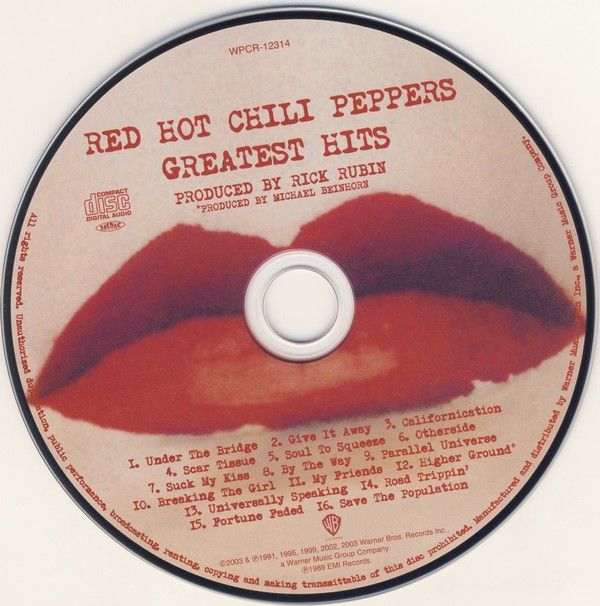 WPCR-12314
RED HOT CHILI PEPPERS
GREATEST HITS
PRODUCED BY RICK RUBIN
*PRODUCED BY MICHAEL BEINHORN
COMPACT
disc
DIGITAL AUDIO
1. Under The Bridge 2. Give It Away 3. Californication
4. Scar Tissue 5. Soul To Squeeze 6. Otherside
7. Suck My Kiss 8. By The Way 9. Parallel Universe
10. Breaking The Girl 11. My Friends 12. Higher Ground*
13. Universally Speaking 14. Road Trippin'
15. Fortune Faded 16. Save The Population
WB
©2003 & ℗1991, 1995, 1999, 2002, 2003 Warner Bros. Records Inc.,
a Warner Music Group Company.
℗1989 EMI Records.
All rights reserved. Unauthorized duplication, public performance, broadcasting, renting, copying and making transmittable of this disc prohibited. Manufactured and distributed by Warner Music Inc., a Warner Music Group Company.